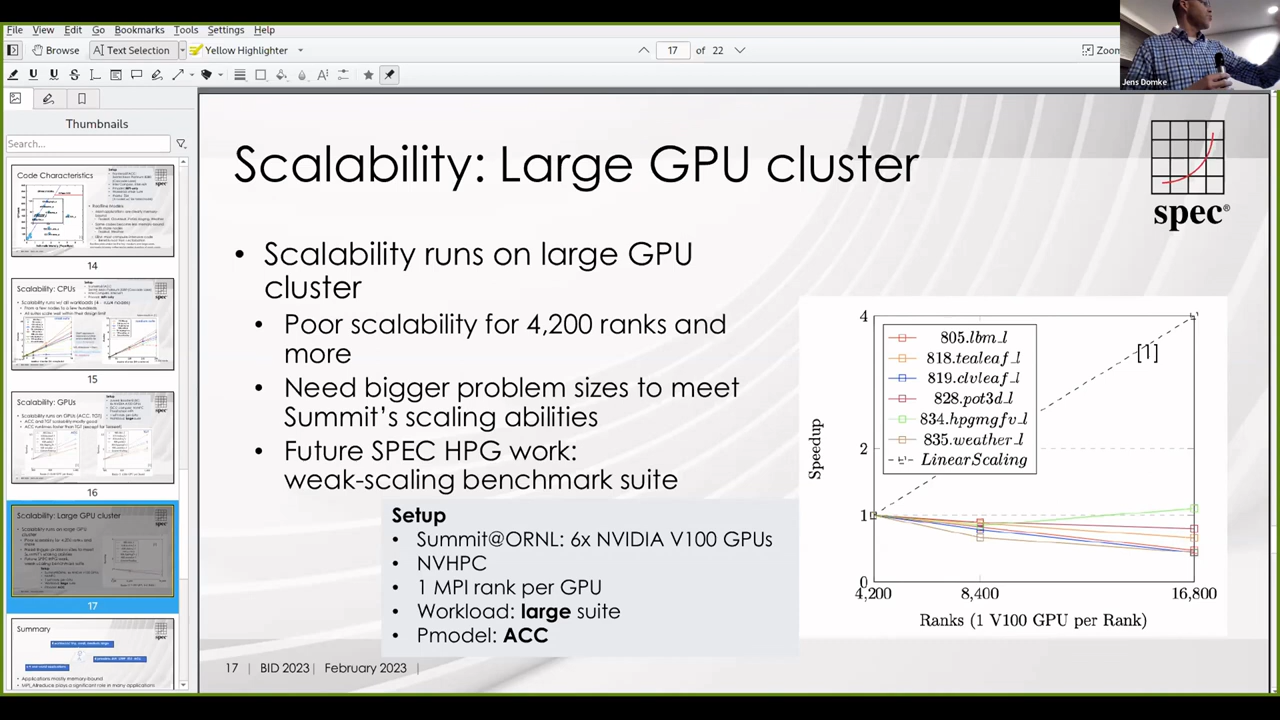 File View Edit Go Bookmarks Tools Settings Help
Browse Text Selection Yellow Highlighter 17 of 22 Zoom
Jens Domke
Thumbnails
Search...
Code Characteristics
14
Scalability: CPUs
15
Scalability: GPUs
16
Scalability: Large GPU cluster
17
Summary
Scalability: Large GPU cluster
spec®
• Scalability runs on large GPU
cluster
• Poor scalability for 4,200 ranks and
more
• Need bigger problem sizes to meet
Summit's scaling abilities
• Future SPEC HPG work:
weak-scaling benchmark suite
Setup
• Summit@ORNL: 6x NVIDIA V100 GPUs
• NVHPC
• 1 MPI rank per GPU
• Workload: large suite
• Pmodel: ACC
805.lbm_l
818.tealeaf_l
819.clvleaf_l
828.pot3d_l
834.hpgmgfv_l
835.weather_l
LinearScaling
[1]
Speedup
4
2
1
0
4,200 8,400 16,800
Ranks (1 V100 GPU per Rank)
17 | BID 2023 | February 2023 |